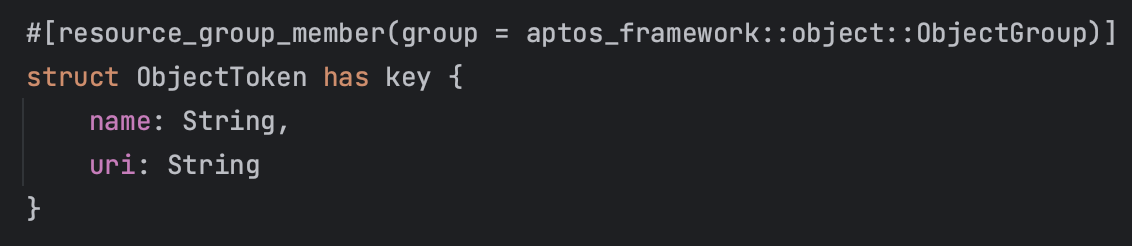 #[resource_group_member(group = aptos_framework::object::ObjectGroup)]
struct ObjectToken has key {
    name: String,
    uri: String
}